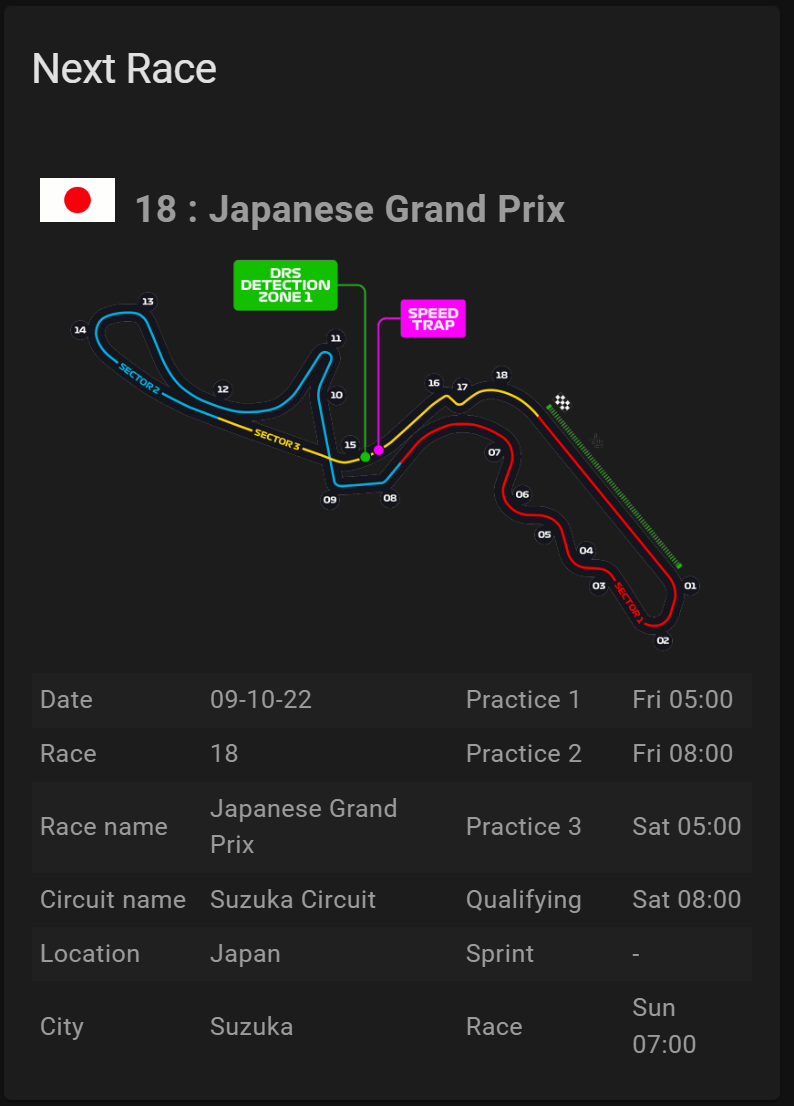 Next Race
18 : Japanese Grand Prix
DRS
DETECTION
ZONE 1
SPEED
TRAP
13
14
11
12
10
SECTOR 2
SECTOR 3
15
16
17
18
09
08
07
06
05
04
03
SECTOR 1
01
02
Date 09-10-22 Practice 1 Fri 05:00
Race 18 Practice 2 Fri 08:00
Race name Japanese Grand
Prix Practice 3 Sat 05:00
Circuit name Suzuka Circuit Qualifying Sat 08:00
Location Japan Sprint -
City Suzuka Race Sun
07:00